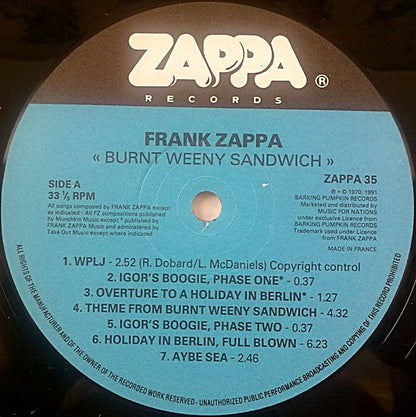 ZAPPA ®
RECORDS
FRANK ZAPPA
« BURNT WEENY SANDWICH »
SIDE A
33 ⅓ RPM
All songs composed by FRANK ZAPPA except
as indicated - All FZ compositions published
by Munchkin Music except * published by
FRANK ZAPPA Music and administered by
Take Out Music except where indicated
ZAPPA 35
℗ + © 1970, 1991
BARKING PUMPKIN RECORDS
Marketed and distributed by
MUSIC FOR NATIONS
under exclusive Licence from
BARKING PUMPKIN RECORDS
Trademark used under Licence
from FRANK ZAPPA
MADE IN FRANCE
1. WPLJ - 2.52 (R. Dobard/L. McDaniels) Copyright control
2. IGOR'S BOOGIE, PHASE ONE* - 0.37
3. OVERTURE TO A HOLIDAY IN BERLIN* - 1.27
4. THEME FROM BURNT WEENY SANDWICH - 4.32
5. IGOR'S BOOGIE, PHASE TWO - 0.37
6. HOLIDAY IN BERLIN, FULL BLOWN - 6.23
7. AYBE SEA - 2.46
ALL RIGHTS OF THE MANUFACTURER AND OF THE OWNER OF THE RECORDED WORK RESERVED - UNAUTHORISED PUBLIC PERFORMANCE BROADCASTING AND COPYING OF THIS RECORD PROHIBITED